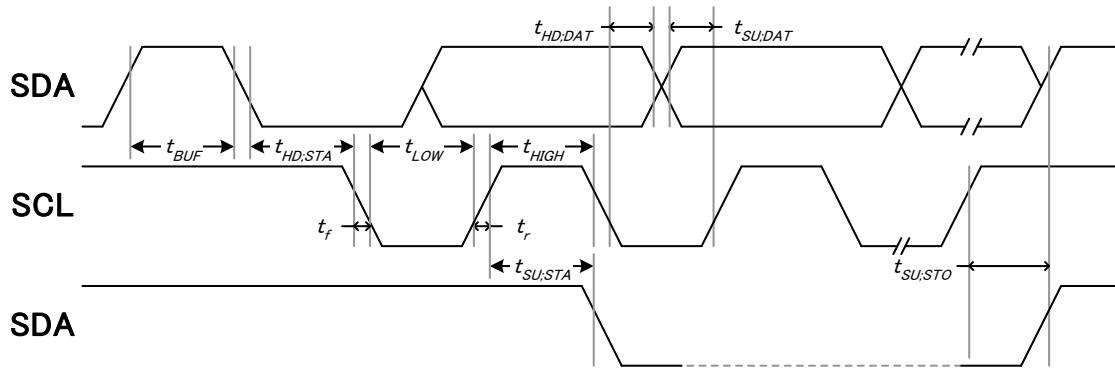 t_HD;DAT t_SU;DAT
SDA
t_BUF t_HD;STA t_LOW t_HIGH
SCL
t_f t_r
t_SU;STA t_SU;STO
SDA